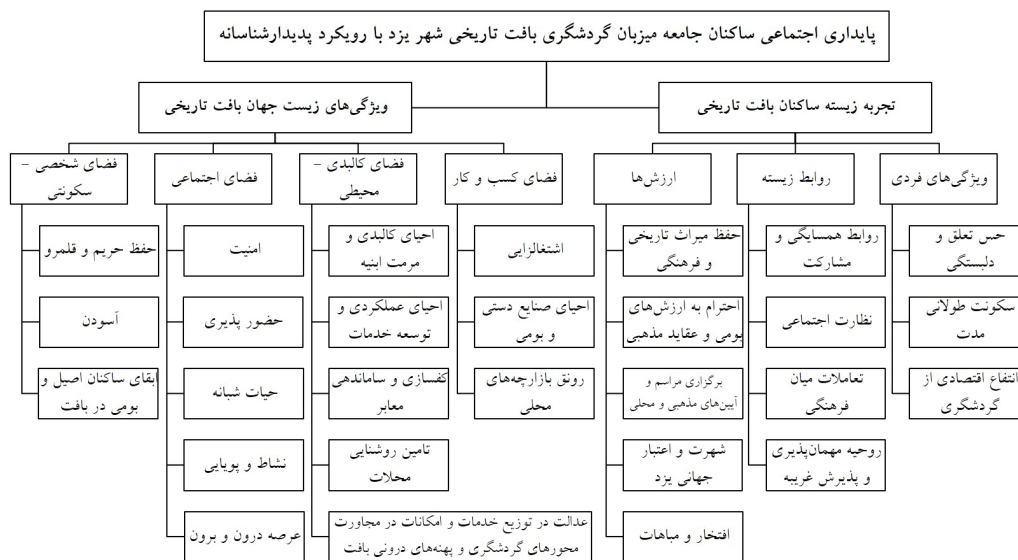 پایداری اجتماعی ساکنان جامعه میزبان گردشگری بافت تاریخی شهر یزد با رویکرد پدیدارشناسانه
تجربه زیسته ساکنان بافت تاریخی
ویژگی‌های فردی
حس تعلق و
دلبستگی
سکونت طولانی
مدت
انتفاع اقتصادی از
گردشگری
روابط زیسته
روابط همسایگی و
مشارکت
نظارت اجتماعی
تعاملات میان
فرهنگی
روحیه مهمان‌پذیری
و پذیرش غریبه
ارزش‌ها
حفظ میراث تاریخی
و فرهنگی
احترام به ارزش‌های
بومی و عقاید مذهبی
برگزاری مراسم و
آیین‌های مذهبی و محلی
شهرت و اعتبار
جهانی یزد
افتخار و مباهات
ویژگی‌های زیست جهان بافت تاریخی
فضای کسب و کار
اشتغالزایی
احیای صنایع دستی
و بومی
رونق بازارچه‌های
محلی
فضای کالبدی –
محیطی
احیای کالبدی و
مرمت ابنیه
احیای عملکردی و
توسعه خدمات
کفسازی و ساماندهی
معابر
تامین روشنایی
محلات
عدالت در توزیع خدمات و امکانات در مجاورت
محورهای گردشگری و پهنه‌های درونی بافت
فضای اجتماعی
امنیت
حضور پذیری
حیات شبانه
نشاط و پویایی
عرصه درون و برون
فضای شخصی –
سکونتی
حفظ حریم و قلمرو
آسودن
ابقای ساکنان اصیل و
بومی در بافت